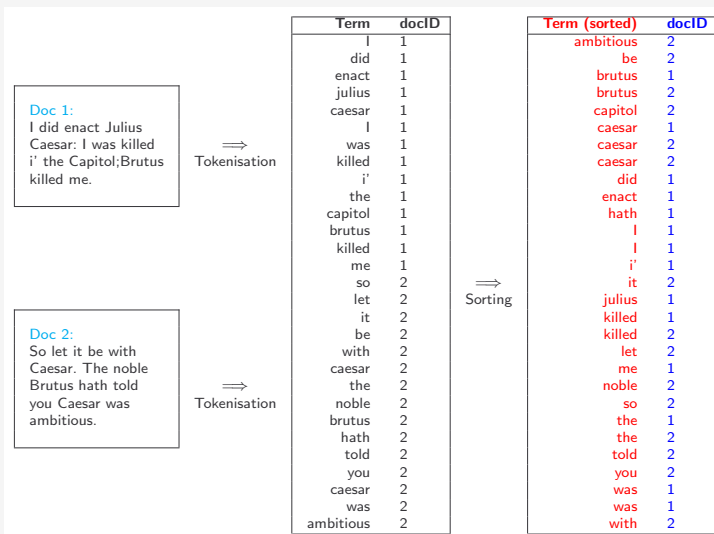 Term docID
I 1
did 1
enact 1
julius 1
caesar 1
I 1
was 1
killed 1
i' 1
the 1
capitol 1
brutus 1
killed 1
me 1
so 2
let 2
it 2
be 2
with 2
caesar 2
the 2
noble 2
brutus 2
hath 2
told 2
you 2
caesar 2
was 2
ambitious 2
Doc 1:
I did enact Julius
Caesar: I was killed
i' the Capitol;Brutus
killed me.
⟹
Tokenisation
Doc 2:
So let it be with
Caesar. The noble
Brutus hath told
you Caesar was
ambitious.
⟹
Tokenisation
⟹
Sorting
Term (sorted) docID
ambitious 2
be 2
brutus 1
brutus 2
capitol 2
caesar 1
caesar 2
caesar 2
did 1
enact 1
hath 1
I 1
I 1
i' 1
it 2
julius 1
killed 1
killed 2
let 2
me 1
noble 2
so 2
the 1
the 2
told 2
you 2
was 1
was 1
with 2